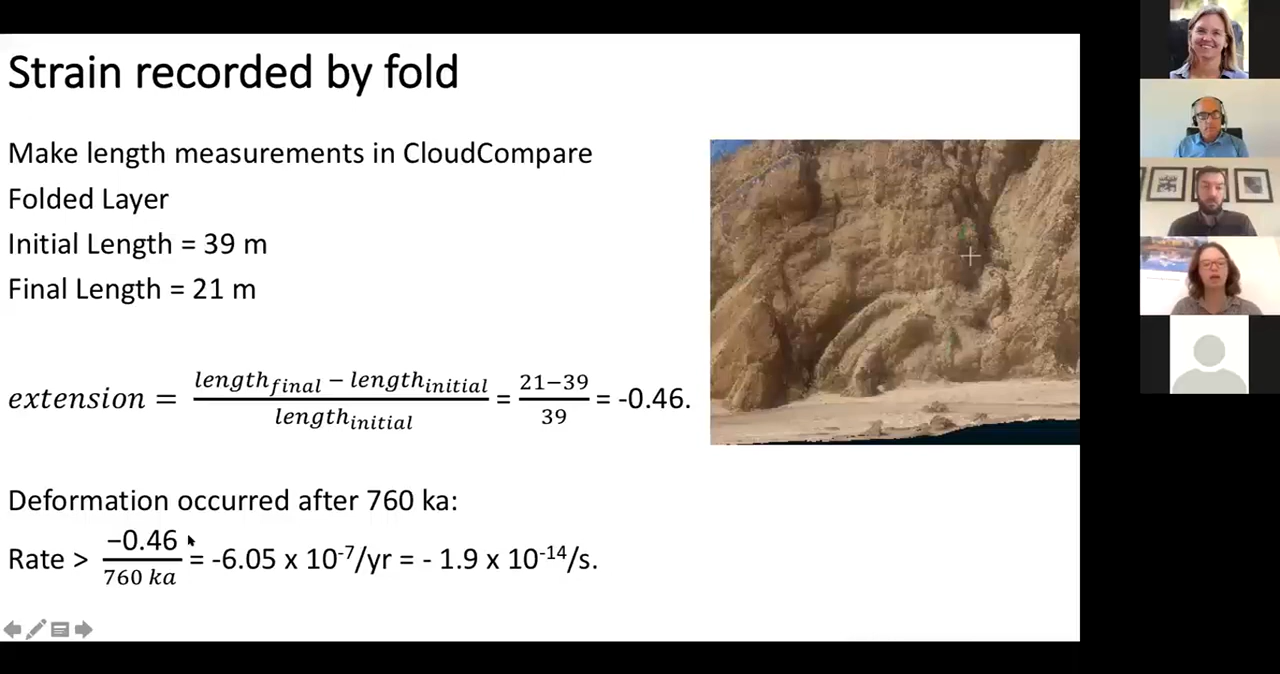 Strain recorded by fold
Make length measurements in CloudCompare
Folded Layer
Initial Length = 39 m
Final Length = 21 m
extension = (length_final − length_initial)/length_initial = (21−39)/39 = -0.46.
Deformation occurred after 760 ka:
Rate > −0.46/760 ka = -6.05 x 10^-7/yr = - 1.9 x 10^-14/s.